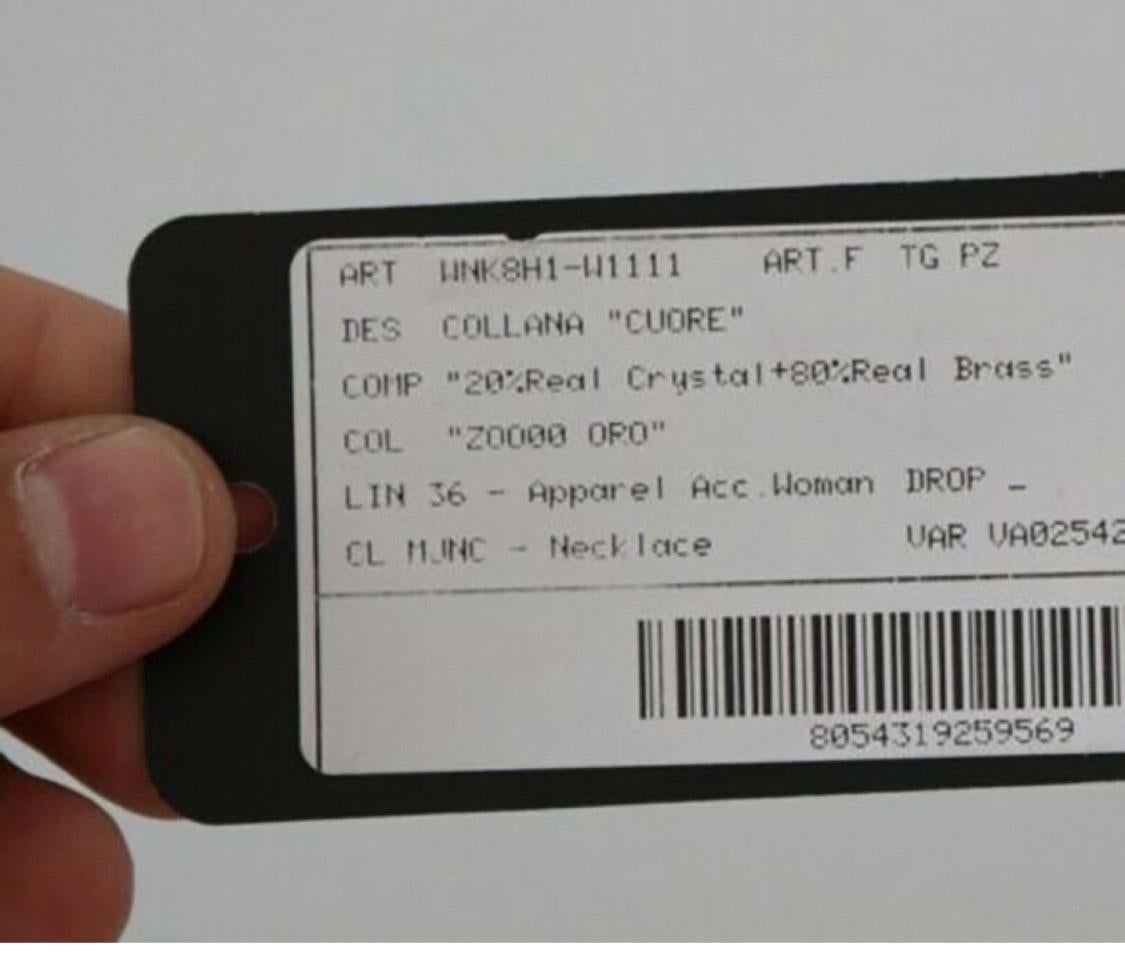 ART WNK8H1-W1111 ART.F TG PZ
DES COLLANA "CUORE"
COMP "20%Real Crystal+80%Real Brass"
COL "ZO000 ORO"
LIN 36 - Apparel Acc.Woman DROP _
CL MJNC - Necklace VAR VA02542
8054319259569